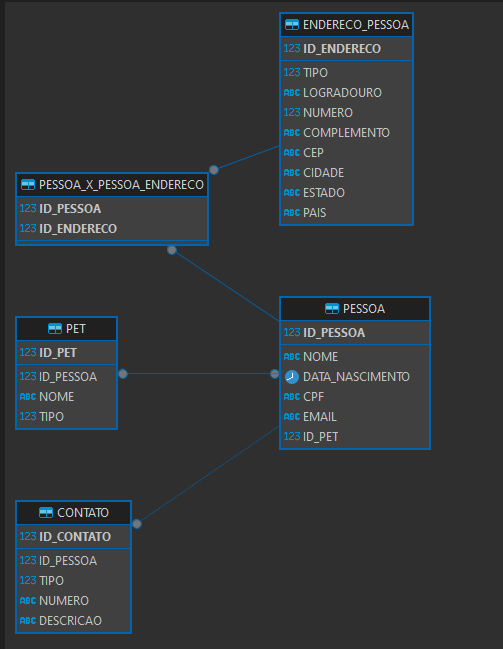 ENDERECO_PESSOA
123 ID_ENDERECO
123 TIPO
ABC LOGRADOURO
123 NUMERO
ABC COMPLEMENTO
ABC CEP
ABC CIDADE
ABC ESTADO
ABC PAIS
PESSOA_X_PESSOA_ENDERECO
123 ID_PESSOA
123 ID_ENDERECO
PESSOA
123 ID_PESSOA
ABC NOME
DATA_NASCIMENTO
ABC CPF
ABC EMAIL
123 ID_PET
PET
123 ID_PET
123 ID_PESSOA
ABC NOME
123 TIPO
CONTATO
123 ID_CONTATO
123 ID_PESSOA
123 TIPO
ABC NUMERO
ABC DESCRICAO